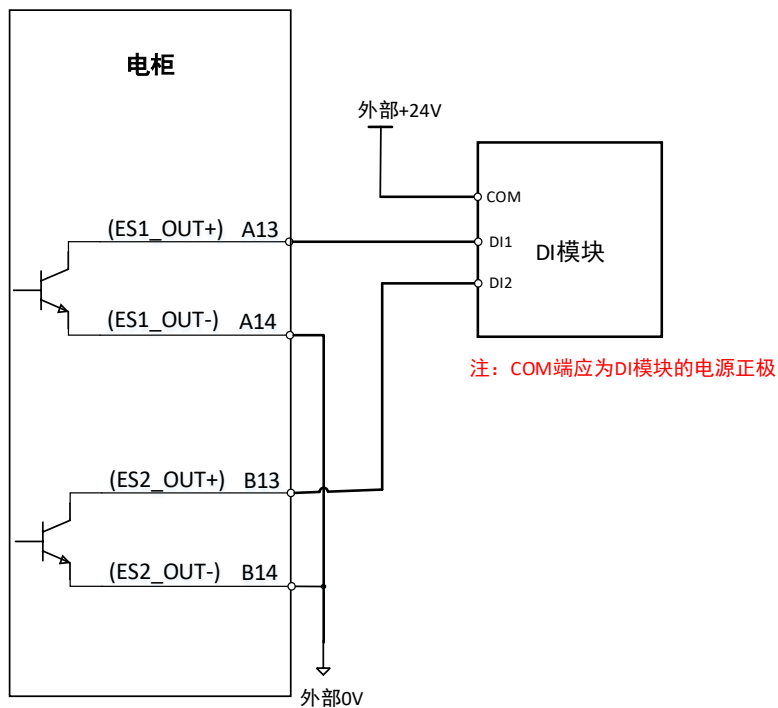 电柜
外部+24V
COM
(ES1_OUT+) A13
DI1
DI模块
DI2
(ES1_OUT-) A14
注：COM端应为DI模块的电源正极
(ES2_OUT+) B13
(ES2_OUT-) B14
外部0V